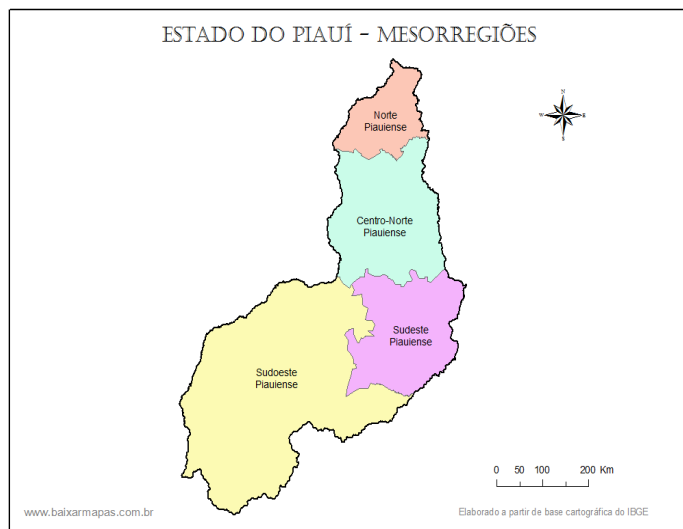 ESTADO DO PIAUÍ - MESORREGIÕES
N
W
E
S
Norte
Piauiense
Centro-Norte
Piauiense
Sudeste
Piauiense
Sudoeste
Piauiense
0 50 100 200 Km
www.baixarmapas.com.br
Elaborado a partir de base cartográfica do IBGE